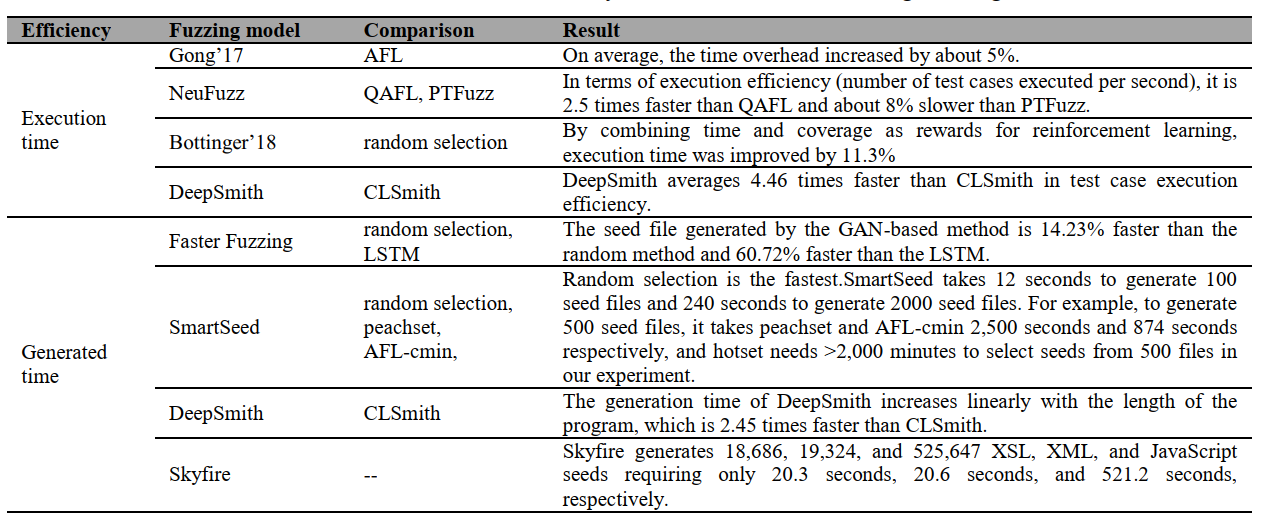 Efficiency Fuzzing model Comparison Result
Gong’17 AFL On average, the time overhead increased by about 5%.
Execution time
NeuFuzz QAFL, PTFuzz In terms of execution efficiency (number of test cases executed per second), it is
2.5 times faster than QAFL and about 8% slower than PTFuzz.
Bottinger’18 random selection By combining time and coverage as rewards for reinforcement learning,
execution time was improved by 11.3%
DeepSmith CLSmith DeepSmith averages 4.46 times faster than CLSmith in test case execution
efficiency.
Generated time
Faster Fuzzing random selection, LSTM The seed file generated by the GAN-based method is 14.23% faster than the
random method and 60.72% faster than the LSTM.
SmartSeed random selection, peachset, AFL-cmin, Random selection is the fastest.SmartSeed takes 12 seconds to generate 100
seed files and 240 seconds to generate 2000 seed files. For example, to generate
500 seed files, it takes peachset and AFL-cmin 2,500 seconds and 874 seconds
respectively, and hotset needs >2,000 minutes to select seeds from 500 files in
our experiment.
DeepSmith CLSmith The generation time of DeepSmith increases linearly with the length of the
program, which is 2.45 times faster than CLSmith.
Skyfire -- Skyfire generates 18,686, 19,324, and 525,647 XSL, XML, and JavaScript
seeds requiring only 20.3 seconds, 20.6 seconds, and 521.2 seconds,
respectively.